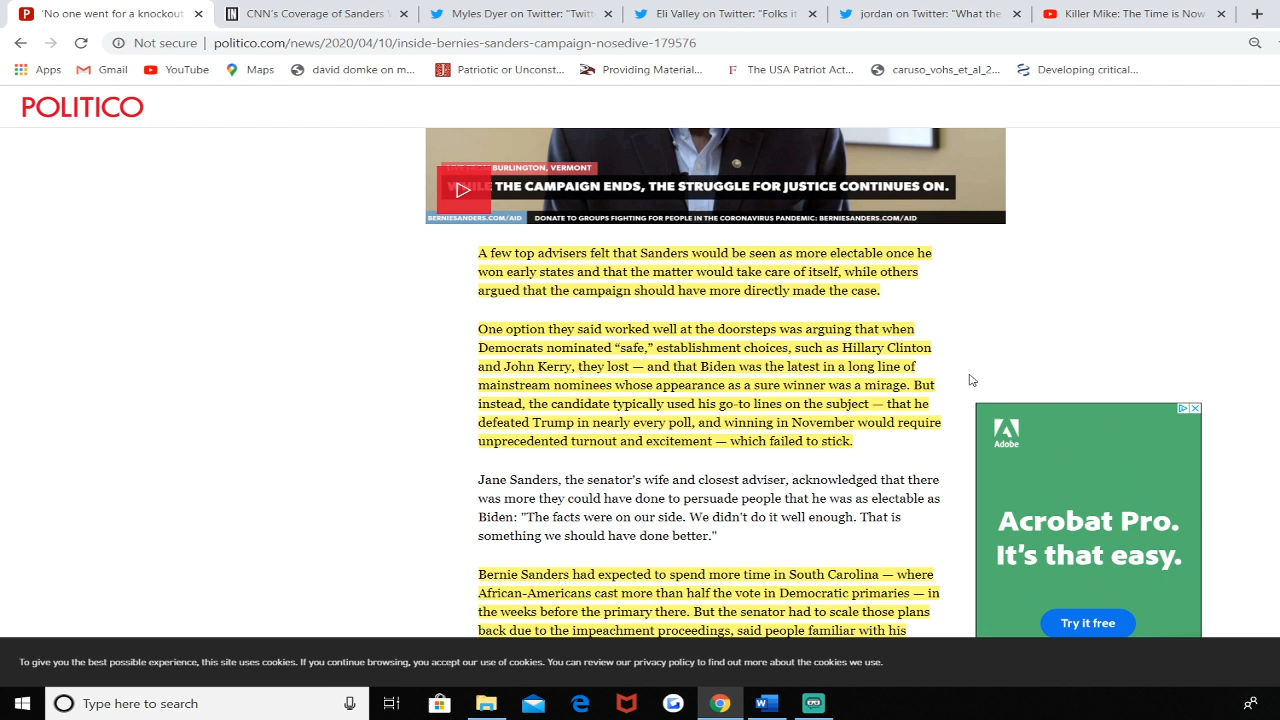 'No one went for a knockout
CNN's Coverage of Sanders V
Myles Dyer on Twitter: "Twitt
Eli Valley on Twitter: "Folks i
jordan on Twitter: "What the
Killer Mike: The Time is Now
Not secure | politico.com/news/2020/04/10/inside-bernies-sanders-campaign-nosedive-179576
Apps
Gmail
YouTube
Maps
david domke on m...
Patriotic or Unconst...
Providing Material...
The USA Patriot Act...
caruso_vohs_et_al_2...
Developing critical...
POLITICO
LIVE FROM BURLINGTON, VERMONT
WHILE THE CAMPAIGN ENDS, THE STRUGGLE FOR JUSTICE CONTINUES ON.
BERNIESANDERS.COM/AID DONATE TO GROUPS FIGHTING FOR PEOPLE IN THE CORONAVIRUS PANDEMIC: BERNIESANDERS.COM/AID
A few top advisers felt that Sanders would be seen as more electable once he
won early states and that the matter would take care of itself, while others
argued that the campaign should have more directly made the case.
One option they said worked well at the doorsteps was arguing that when
Democrats nominated “safe,” establishment choices, such as Hillary Clinton
and John Kerry, they lost — and that Biden was the latest in a long line of
mainstream nominees whose appearance as a sure winner was a mirage. But
instead, the candidate typically used his go-to lines on the subject — that he
defeated Trump in nearly every poll, and winning in November would require
unprecedented turnout and excitement — which failed to stick.
Jane Sanders, the senator's wife and closest adviser, acknowledged that there
was more they could have done to persuade people that he was as electable as
Biden: "The facts were on our side. We didn't do it well enough. That is
something we should have done better."
Bernie Sanders had expected to spend more time in South Carolina — where
African-Americans cast more than half the vote in Democratic primaries — in
the weeks before the primary there. But the senator had to scale those plans
back due to the impeachment proceedings, said people familiar with his
Adobe
Acrobat Pro.
It's that easy.
Try it free
To give you the best possible experience, this site uses cookies. If you continue browsing, you accept our use of cookies. You can review our privacy policy to find out more about the cookies we use.
Type here to search